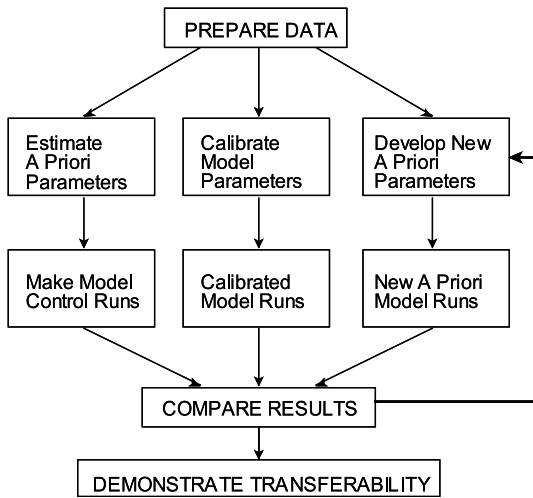 PREPARE DATA
Estimate
A Priori
Parameters
Calibrate
Model
Parameters
Develop New
A Priori
Parameters
Make Model
Control Runs
Calibrated
Model Runs
New A Priori
Model Runs
COMPARE RESULTS
DEMONSTRATE TRANSFERABILITY